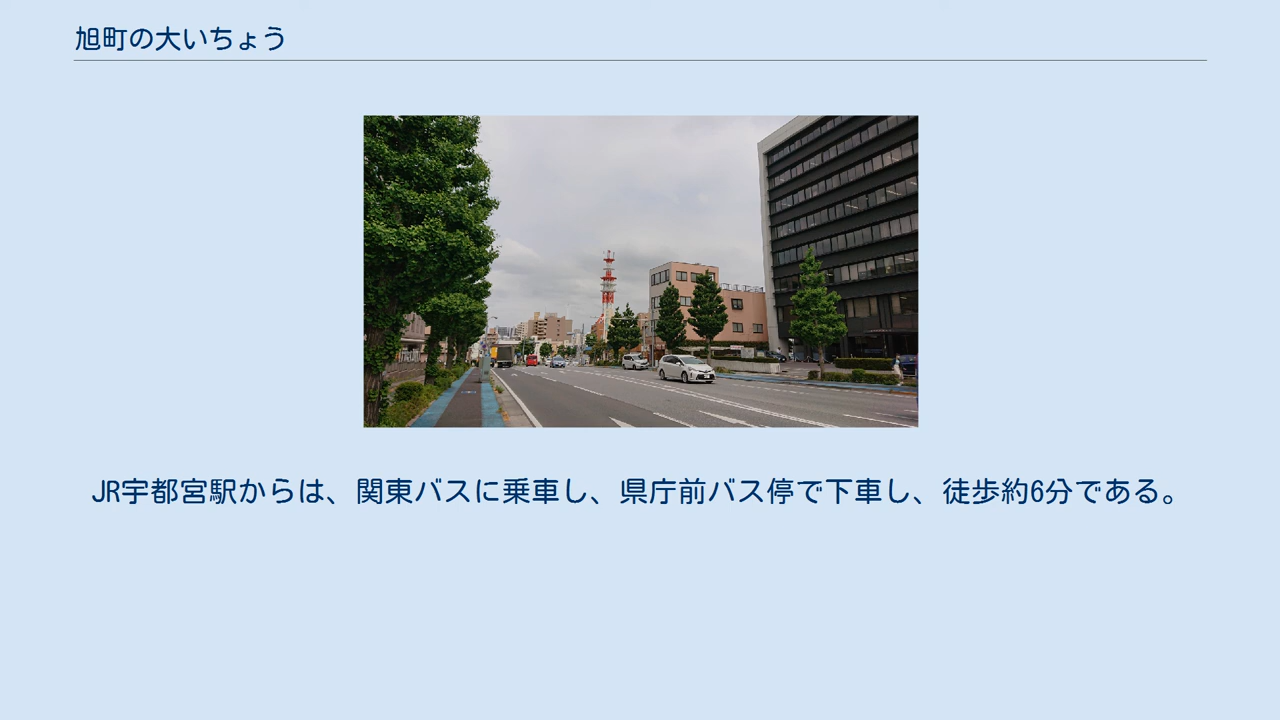 旭町の大いちょう
JR宇都宮駅からは、関東バスに乗車し、県庁前バス停で下車し、徒歩約6分である。